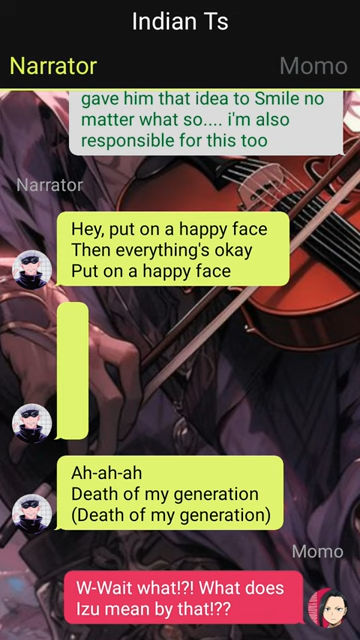 Indian Ts
Narrator
Momo
gave him that idea to Smile no
matter what so.... i'm also
responsible for this too
Narrator
Hey, put on a happy face
Then everything's okay
Put on a happy face
Ah-ah-ah
Death of my generation
(Death of my generation)
Momo
W-Wait what!?! What does
Izu mean by that!??